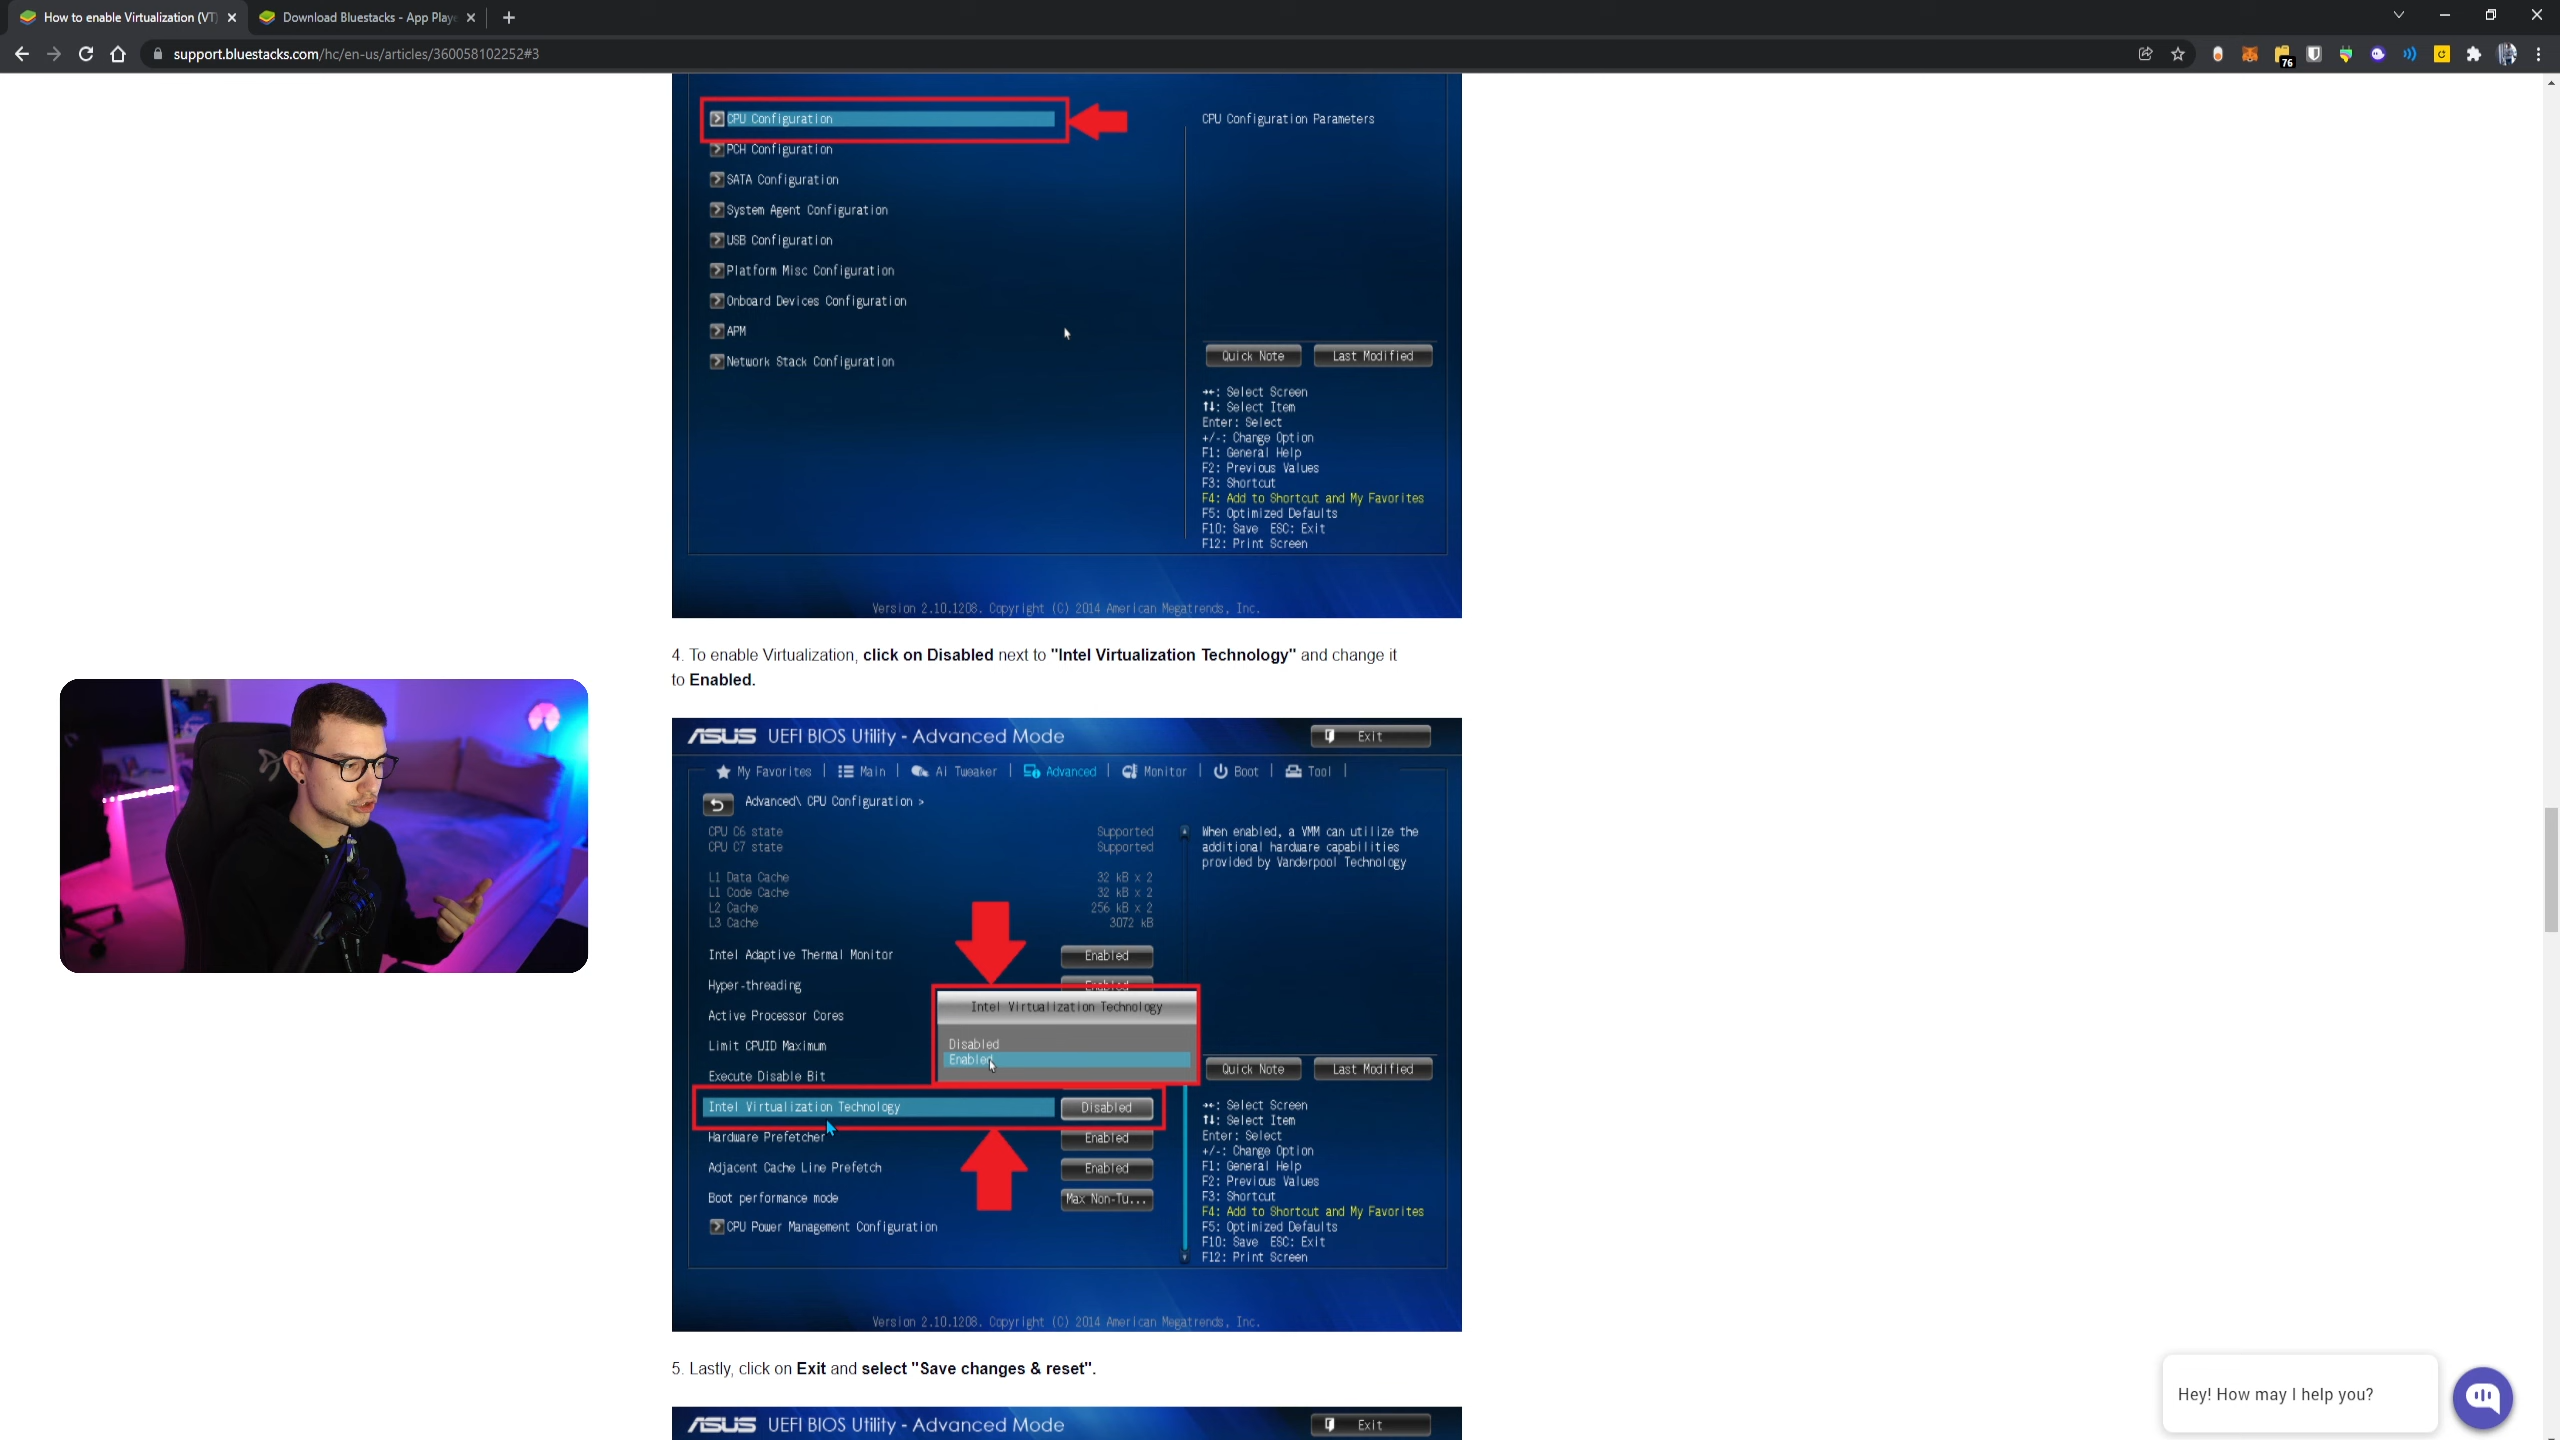 How to enable Virtualization (VT)
Download Bluestacks - App Playe
support.bluestacks.com/hc/en-us/articles/360058102252#3
76
CPU Configuration
CPU Configuration Parameters
PCH Configuration
SATA Configuration
System Agent Configuration
USB Configuration
Platform Misc Configuration
Onboard Devices Configuration
APM
Network Stack Configuration
Quick Note
Last Modified
→←: Select Screen
↑↓: Select Item
Enter: Select
+/-: Change Option
F1: General Help
F2: Previous Values
F3: Shortcut
F4: Add to Shortcut and My Favorites
F5: Optimized Defaults
F10: Save ESC: Exit
F12: Print Screen
Version 2.10.1208. Copyright (C) 2014 American Megatrends, Inc.
4. To enable Virtualization, click on Disabled next to "Intel Virtualization Technology" and change it
to Enabled.
ASUS UEFI BIOS Utility - Advanced Mode
Exit
My Favorites
Main
Ai Tweaker
Advanced
Monitor
Boot
Tool
Advanced\ CPU Configuration >
CPU C6 state Supported
CPU C7 state Supported
L1 Data Cache 32 kB x 2
L1 Code Cache 32 kB x 2
L2 Cache 256 kB x 2
L3 Cache 3072 kB
When enabled, a VMM can utilize the
additional hardware capabilities
provided by Vanderpool Technology
Intel Adaptive Thermal Monitor Enabled
Hyper-threading Enabled
Active Processor Cores
Limit CPUID Maximum
Execute Disable Bit
Intel Virtualization Technology
Disabled
Enabled
Intel Virtualization Technology Disabled
Hardware Prefetcher Enabled
Adjacent Cache Line Prefetch Enabled
Boot performance mode Max Non-Tu...
CPU Power Management Configuration
Quick Note
Last Modified
→←: Select Screen
↑↓: Select Item
Enter: Select
+/-: Change Option
F1: General Help
F2: Previous Values
F3: Shortcut
F4: Add to Shortcut and My Favorites
F5: Optimized Defaults
F10: Save ESC: Exit
F12: Print Screen
Version 2.10.1208. Copyright (C) 2014 American Megatrends, Inc.
5. Lastly, click on Exit and select "Save changes & reset".
ASUS UEFI BIOS Utility - Advanced Mode
Exit
Hey! How may I help you?